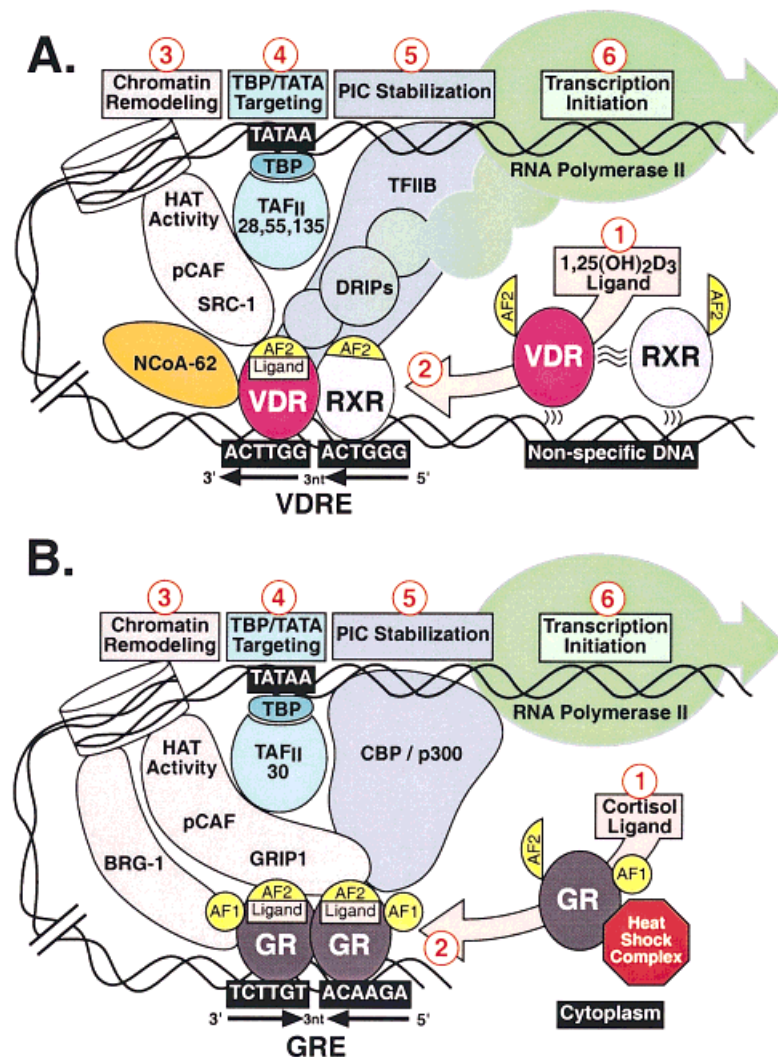 A.
3
4
5
6
Chromatin
Remodeling
TBP/TATA
Targeting
PIC Stabilization
Transcription
Initiation
TATAA
TBP
TFIIB
RNA Polymerase II
HAT
Activity
TAFII
28,55,135
pCAF
SRC-1
DRIPs
1
1,25(OH)2D3
Ligand
AF2
AF2
NCoA-62
AF2
Ligand
AF2
VDR
RXR
2
VDR
RXR
ACTTGG
ACTGGG
Non-specific DNA
3'
3nt
5'
VDRE
B.
3
4
5
6
Chromatin
Remodeling
TBP/TATA
Targeting
PIC Stabilization
Transcription
Initiation
TATAA
TBP
RNA Polymerase II
HAT
Activity
TAFII
30
CBP / p300
pCAF
BRG-1
GRIP1
1
Cortisol
Ligand
AF2
AF1
GR
Heat
Shock
Complex
AF1
AF2
Ligand
AF2
Ligand
AF1
GR
GR
2
TCTTGT
ACAAGA
Cytoplasm
3'
3nt
5'
GRE